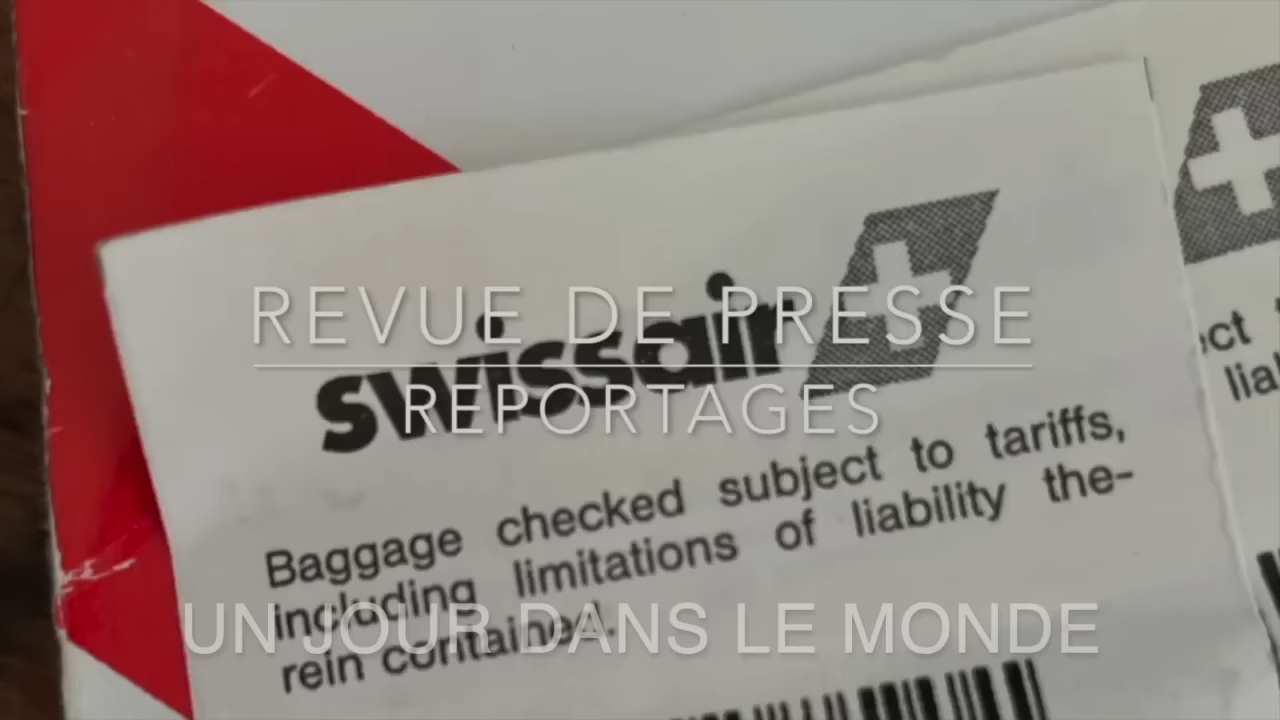 REVUE DE PRESSE
swissair
REPORTAGES
Baggage checked subject to tariffs,
including limitations of liability the-
rein contained.
UN JOUR DANS LE MONDE
ct
lia